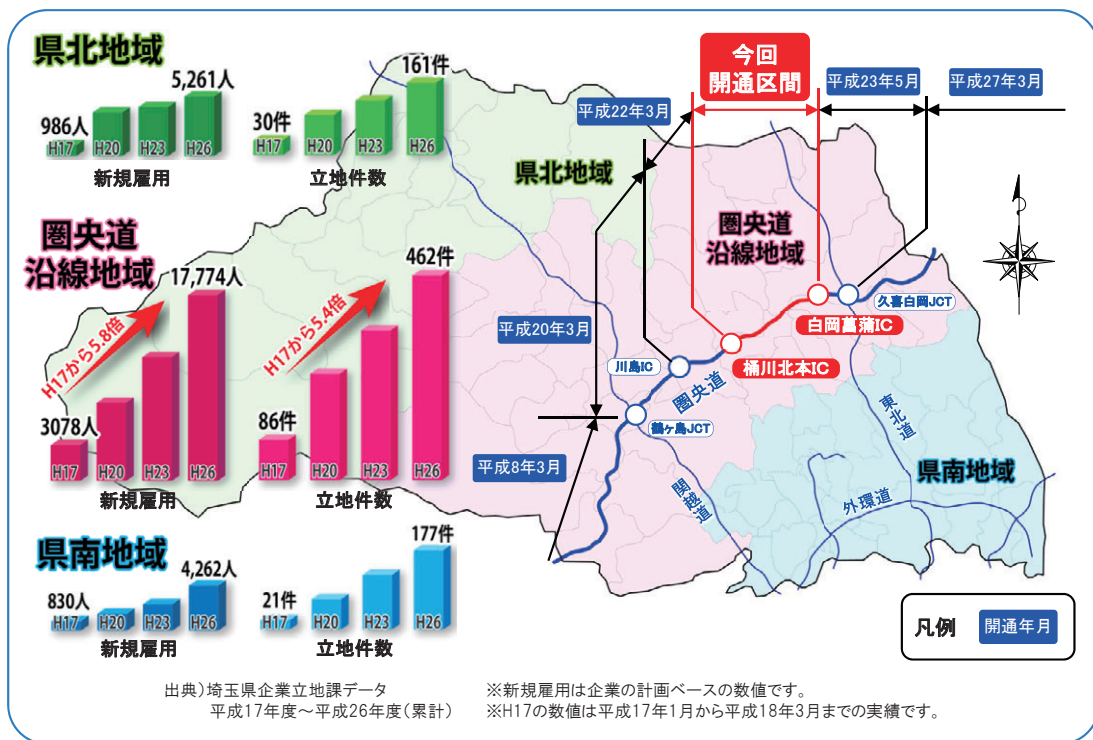 県北地域
986人
5,261人
H17
H20
H23
H26
新規雇用
30件
161件
H17
H20
H23
H26
立地件数
圏央道
沿線地域
3078人
17,774人
H17から5.8倍
H17
H20
H23
H26
新規雇用
86件
462件
H17から5.4倍
H17
H20
H23
H26
立地件数
県南地域
830人
4,262人
H17
H20
H23
H26
新規雇用
21件
177件
H17
H20
H23
H26
立地件数
今回
開通区間
平成22年3月
平成23年5月
平成27年3月
県北地域
圏央道
沿線地域
平成20年3月
久喜白岡JCT
白岡菖蒲IC
桶川北本IC
川島IC
圏央道
鶴ヶ島JCT
東北道
平成8年3月
関越道
外環道
県南地域
凡例
開通年月
出典)埼玉県企業立地課データ
平成17年度～平成26年度(累計)
※新規雇用は企業の計画ベースの数値です。
※H17の数値は平成17年1月から平成18年3月までの実績です。